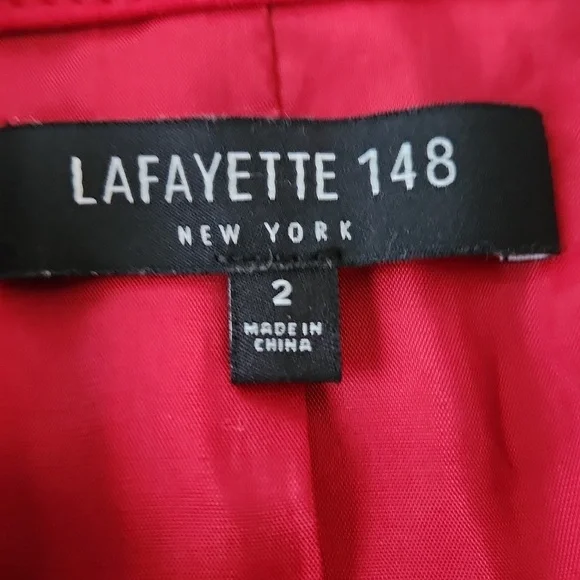 LAFAYETTE 148
NEW YORK
2
MADE IN
CHINA